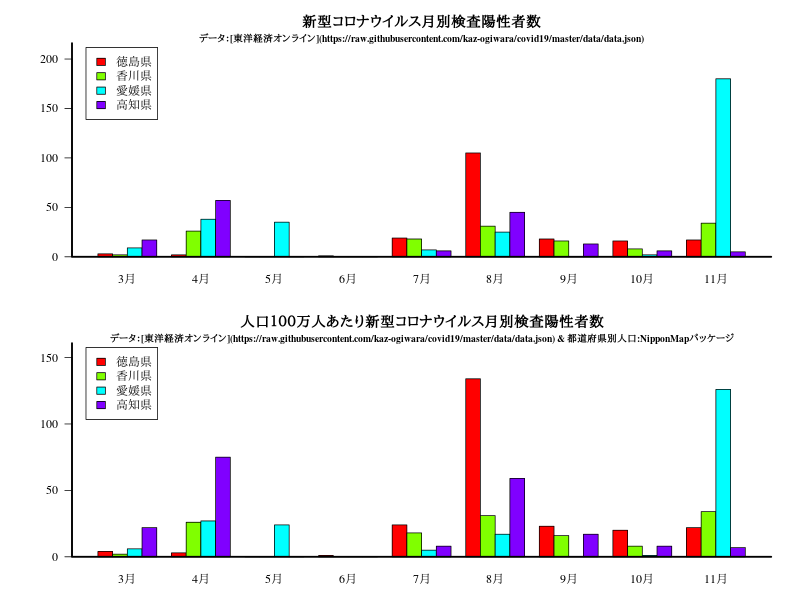 新型コロナウイルス月別検査陽性者数
データ：[東洋経済オンライン](https://raw.githubusercontent.com/kaz-ogiwara/covid19/master/data/data.json)
徳島県
香川県
愛媛県
高知県
200
150
100
50
0
3月 4月 5月 6月 7月 8月 9月 10月 11月
人口100万人あたり新型コロナウイルス月別検査陽性者数
データ：[東洋経済オンライン](https://raw.githubusercontent.com/kaz-ogiwara/covid19/master/data/data.json) & 都道府県別人口:NipponMapパッケージ
徳島県
香川県
愛媛県
高知県
150
100
50
0
3月 4月 5月 6月 7月 8月 9月 10月 11月